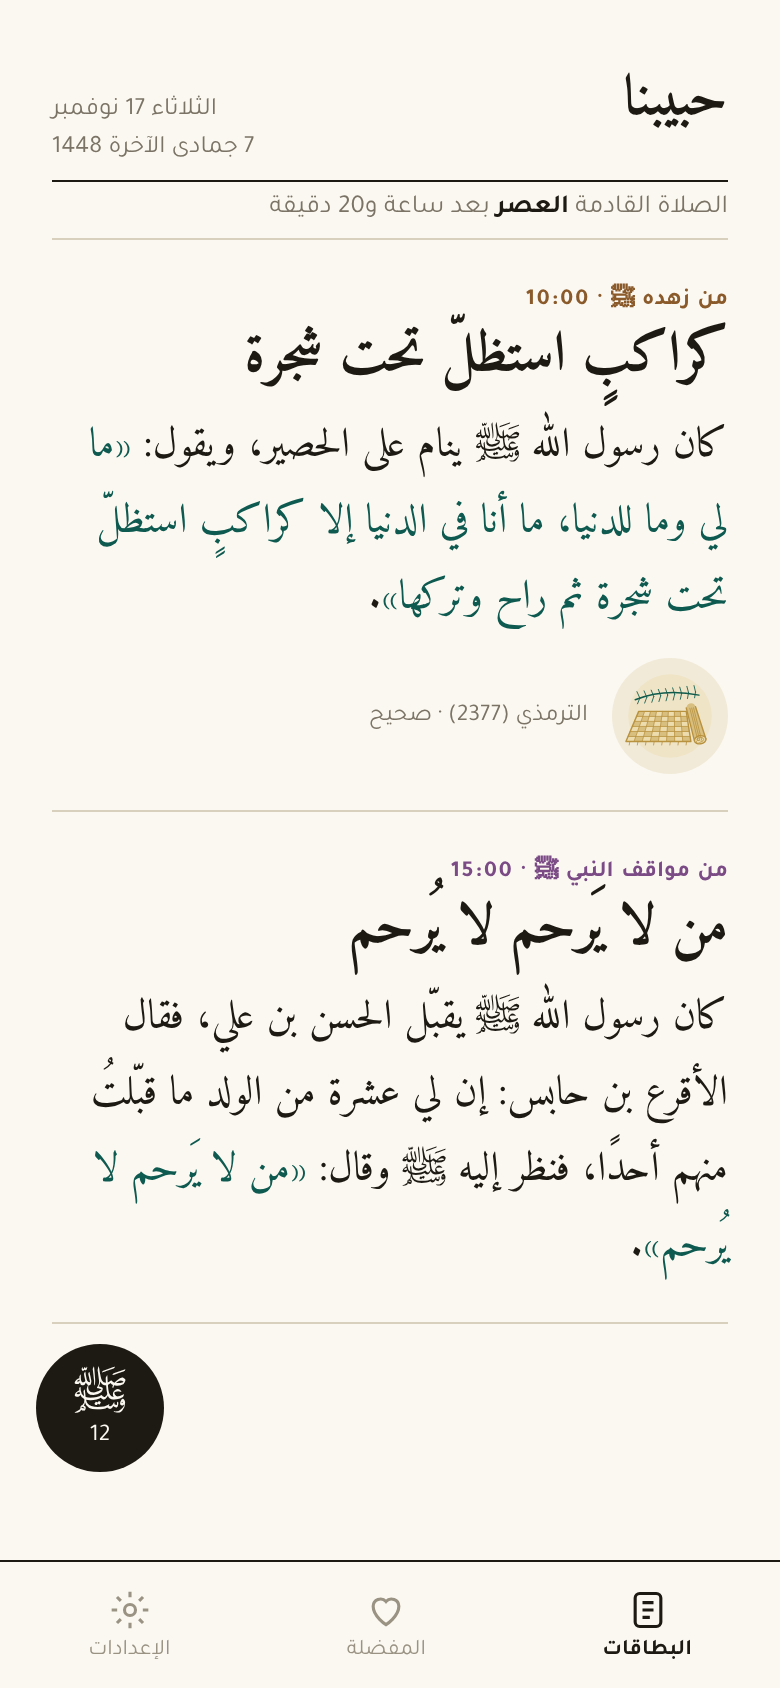 حبيبنا
الثلاثاء 17 نوفمبر
7 جمادى الآخرة 1448
الصلاة القادمة العصر بعد ساعة و20 دقيقة
من زهده ﷺ · 10:00
كراكبٍ استظلّ تحت شجرة
كان رسول الله ﷺ ينام على الحصير، ويقول: «ما
لي وما للدنيا، ما أنا في الدنيا إلا كراكبٍ استظلّ
تحت شجرة ثم راح وتركها».
الترمذي (2377) · صحيح
من مواقف النبي ﷺ · 15:00
من لا يَرحم لا يُرحم
كان رسول الله ﷺ يقبّل الحسن بن علي، فقال
الأقرع بن حابس: إن لي عشرة من الولد ما قبّلتُ
منهم أحدًا، فنظر إليه ﷺ وقال: «من لا يَرحم لا
يُرحم».
ﷺ
12
البطاقات
المفضلة
الإعدادات